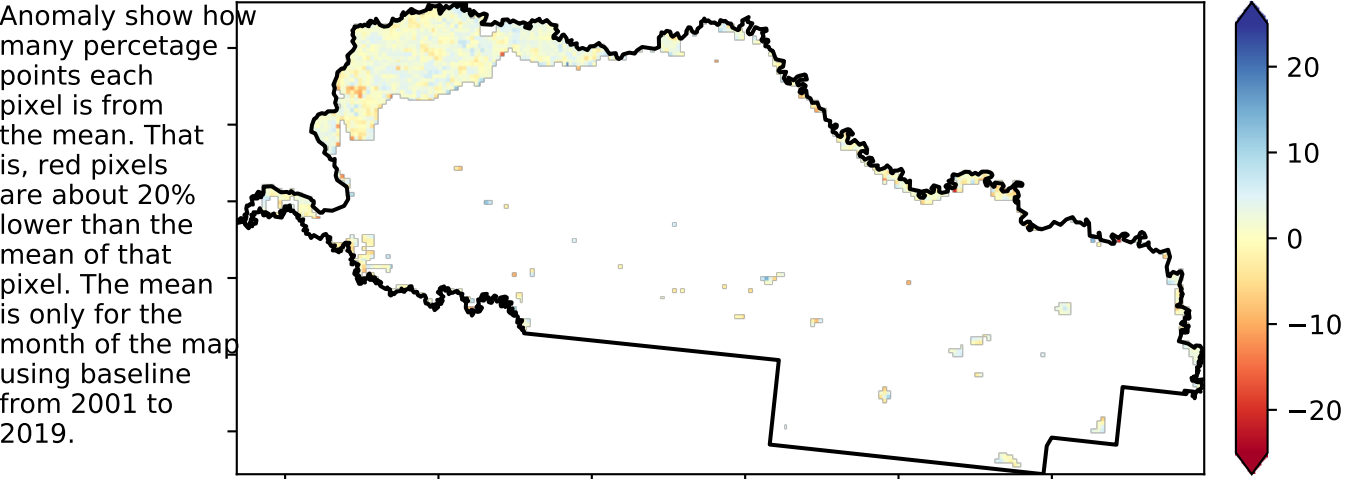 Anomaly show how
many percetage
points each
pixel is from
the mean. That
is, red pixels
are about 20%
lower than the
mean of that
pixel. The mean
is only for the
month of the map
using baseline
from 2001 to
2019.
20
10
0
−10
−20